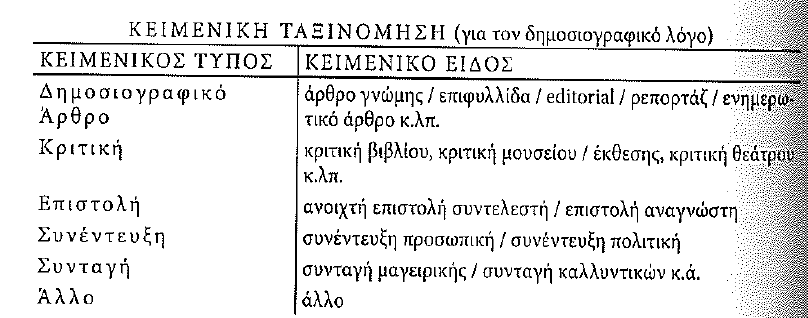 ΚΕΙΜΕΝΙΚΗ ΤΑΞΙΝΟΜΗΣΗ (για τον δημοσιογραφικό λόγο)
ΚΕΙΜΕΝΙΚΟΣ ΤΥΠΟΣ ΚΕΙΜΕΝΙΚΟ ΕΙΔΟΣ
Δημοσιογραφικό άρθρο γνώμης / επιφυλλίδα / editorial / ρεπορτάζ / ενημερω-
Άρθρο τικό άρθρο κ.λπ.
Κριτική κριτική βιβλίου, κριτική μουσείου / έκθεσης, κριτική θεάτρου
κ.λπ.
Επιστολή ανοιχτή επιστολή συντελεστή / επιστολή αναγνώστη
Συνέντευξη συνέντευξη προσωπική / συνέντευξη πολιτική
Συνταγή συνταγή μαγειρικής / συνταγή καλλυντικών κ.ά.
Άλλο άλλο